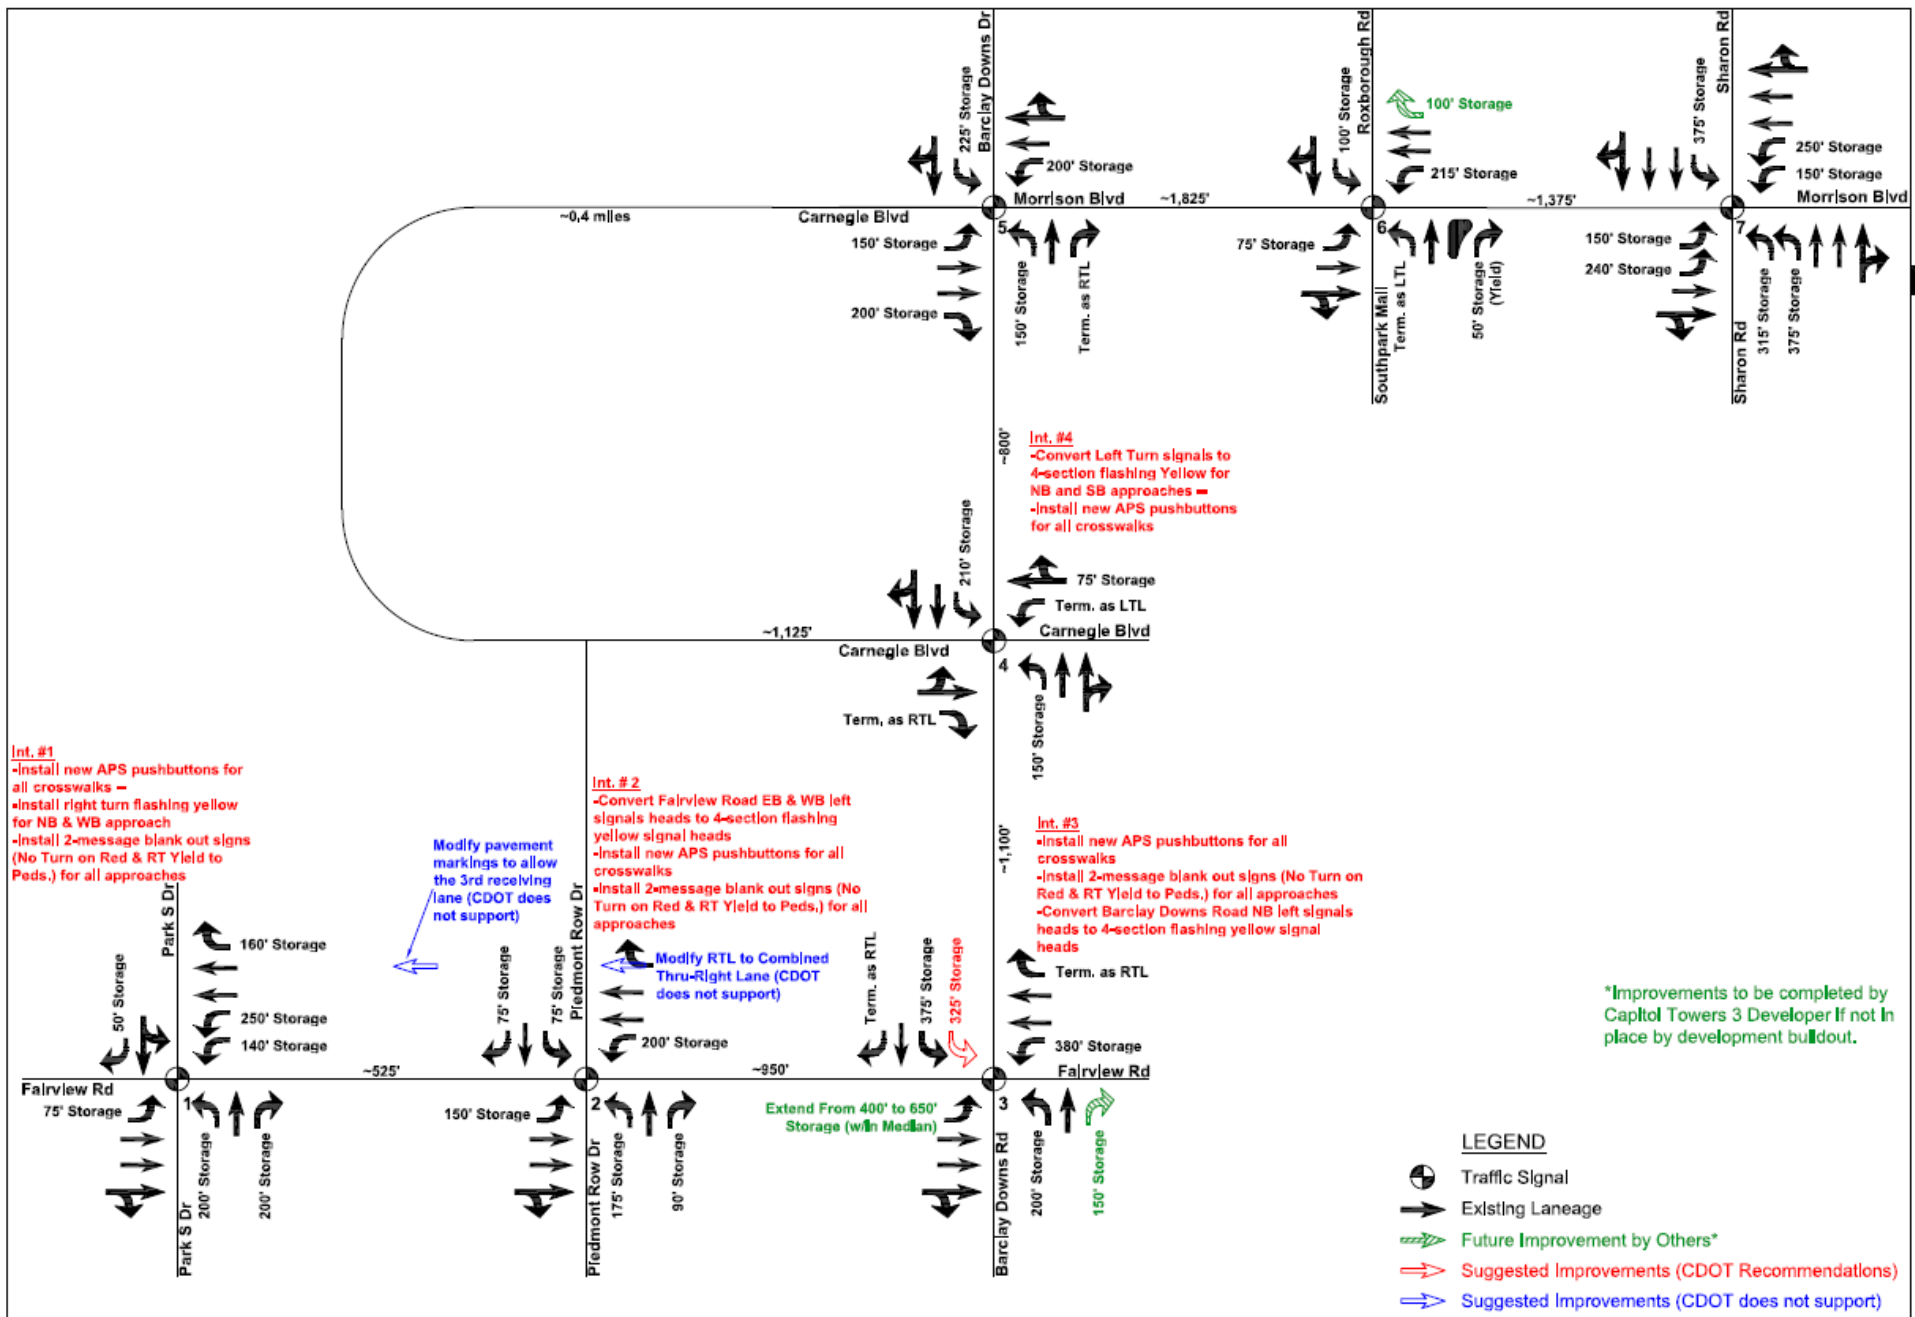 225' Storage
Barclay Downs Dr
200' Storage
Morrison Blvd
Carnegie Blvd
~0.4 miles
150' Storage
200' Storage
5
150' Storage
Term. as RTL
~1,825'
100' Storage
Roxborough Rd
100' Storage
215' Storage
75' Storage
6
Southpark Mall
Term. as LTL
50' Storage
(Yield)
~1,375'
375' Storage
Sharon Rd
250' Storage
150' Storage
Morrison Blvd
150' Storage
240' Storage
7
Sharon Rd
315' Storage
375' Storage
~800'
Int. #4
-Convert Left Turn signals to
4-section flashing Yellow for
NB and SB approaches –
-Install new APS pushbuttons
for all crosswalks
210' Storage
75' Storage
Term. as LTL
Carnegie Blvd
~1,125'
Carnegie Blvd
4
Term. as RTL
150' Storage
~1,100'
Int. #1
-Install new APS pushbuttons for
all crosswalks –
-Install right turn flashing yellow
for NB & WB approach
-Install 2-message blank out signs
(No Turn on Red & RT Yield to
Peds.) for all approaches
Modify pavement
markings to allow
the 3rd receiving
lane (CDOT does
not support)
Int. # 2
-Convert Fairview Road EB & WB left
signals heads to 4-section flashing
yellow signal heads
-Install new APS pushbuttons for all
crosswalks
-Install 2-message blank out signs (No
Turn on Red & RT Yield to Peds.) for all
approaches
Int. #3
-Install new APS pushbuttons for all
crosswalks
-Install 2-message blank out signs (No Turn on
Red & RT Yield to Peds.) for all approaches
-Convert Barclay Downs Road NB left signals
heads to 4-section flashing yellow signal
heads
50' Storage
Park S Dr
160' Storage
250' Storage
140' Storage
Fairview Rd
75' Storage
1
Park S Dr
200' Storage
200' Storage
~525'
75' Storage
75' Storage
Piedmont Row Dr
Modify RTL to Combined
Thru-Right Lane (CDOT
does not support)
200' Storage
150' Storage
2
Piedmont Row Dr
175' Storage
90' Storage
~950'
Term. as RTL
375' Storage
325' Storage
Term. as RTL
380' Storage
Fairview Rd
Extend From 400' to 650'
Storage (w/in Median)
3
Barclay Downs Rd
200' Storage
150' Storage
*Improvements to be completed by
Capitol Towers 3 Developer if not in
place by development buildout.
LEGEND
Traffic Signal
Existing Laneage
Future Improvement by Others*
Suggested Improvements (CDOT Recommendations)
Suggested Improvements (CDOT does not support)